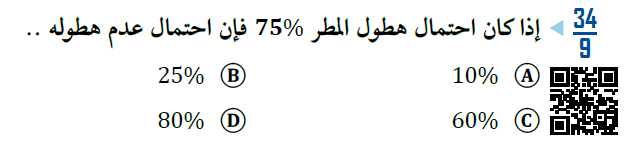 34/9 ◀ إذا كان احتمال هطول المطر 75% فإن احتمال عدم هطوله ..
A 10% B 25%
C 60% D 80%